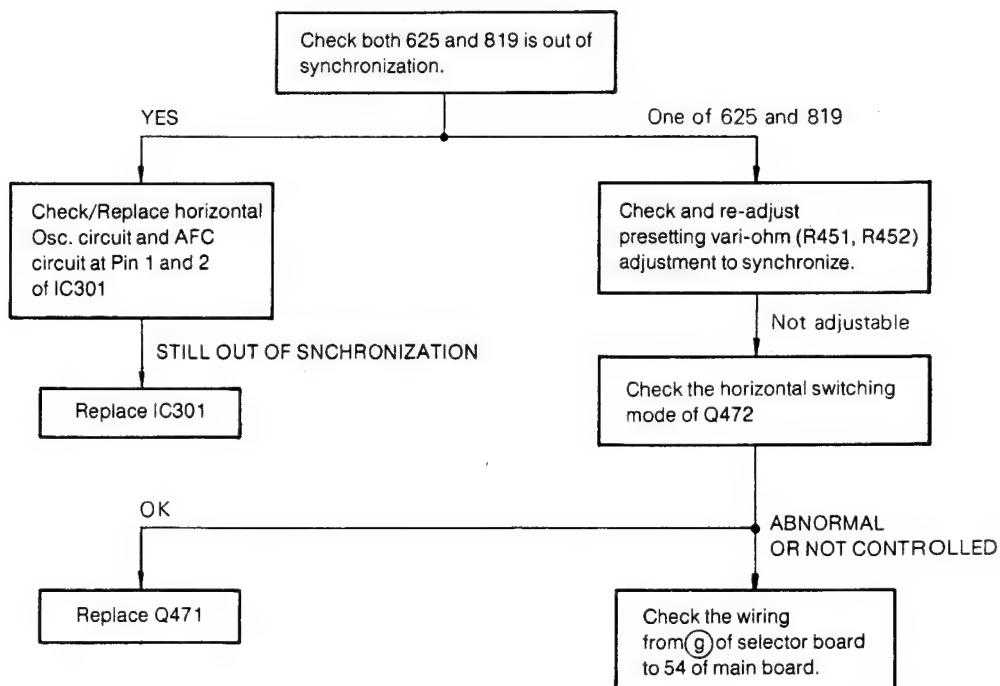 Check both 625 and 819 is out of
synchronization.
YES
One of 625 and 819
Check/Replace horizontal
Osc. circuit and AFC
circuit at Pin 1 and 2
of IC301
Check and re-adjust
presetting vari-ohm (R451, R452)
adjustment to synchronize.
STILL OUT OF SNCHRONIZATION
Not adjustable
Replace IC301
Check the horizontal switching
mode of Q472
OK
ABNORMAL
OR NOT CONTROLLED
Replace Q471
Check the wiring
from ⓖ of selector board
to 54 of main board.